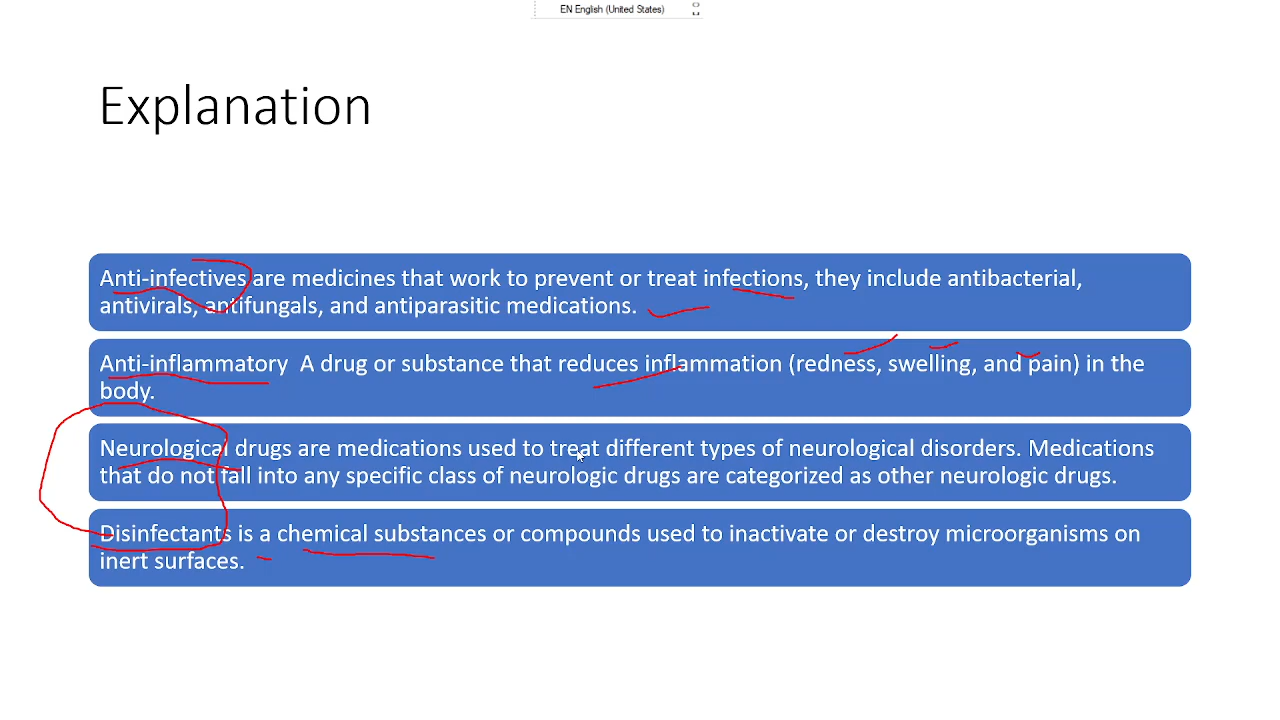 EN English (United States)
Explanation
Anti-infectives are medicines that work to prevent or treat infections, they include antibacterial,
antivirals, antifungals, and antiparasitic medications.
Anti-inflammatory A drug or substance that reduces inflammation (redness, swelling, and pain) in the
body.
Neurological drugs are medications used to treat different types of neurological disorders. Medications
that do not fall into any specific class of neurologic drugs are categorized as other neurologic drugs.
Disinfectants is a chemical substances or compounds used to inactivate or destroy microorganisms on
inert surfaces.